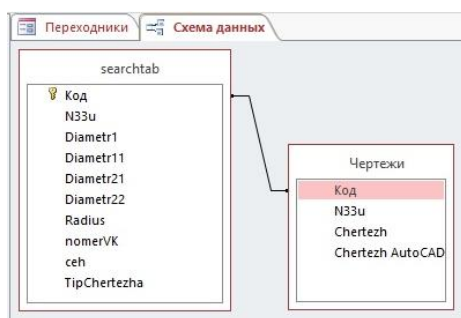 Переходники
Схема данных
searchtab
Код
N33u
Diametr1
Diametr11
Diametr21
Diametr22
Radius
nomerVK
ceh
TipChertezha
Чертежи
Код
N33u
Chertezh
Chertezh AutoCAD